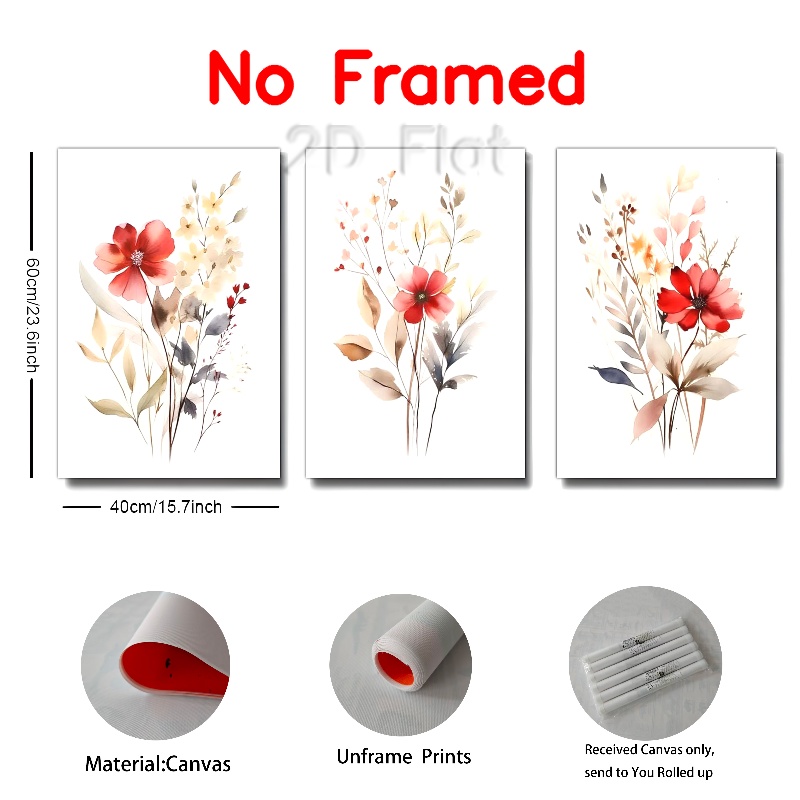 No Framed
2D Flat
60cm/23.6inch
40cm/15.7inch
Material:Canvas
Unframe Prints
Received Canvas only,
send to You Rolled up